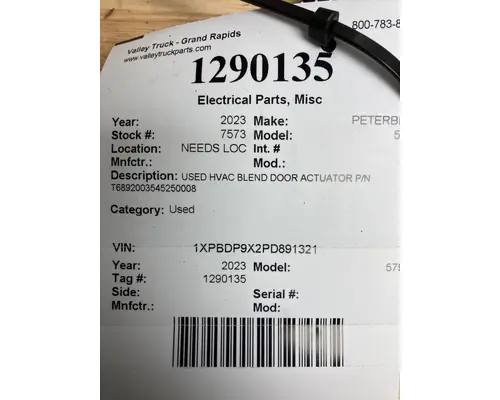 800-783-8
Valley Truck - Grand Rapids
www.valleytruckparts.com
1290135
Electrical Parts, Misc
Year: 2023 Make: PETERB
Stock #: 7573 Model: 5
Location: NEEDS LOC Int. #
Mnfctr.: Mod.:
Description: USED HVAC BLEND DOOR ACTUATOR P/N
T6892003545250008
Category: Used
VIN: 1XPBDP9X2PD891321
Year: 2023 Model: 579
Tag #: 1290135
Side: Serial #:
Mnfctr.: Mod: